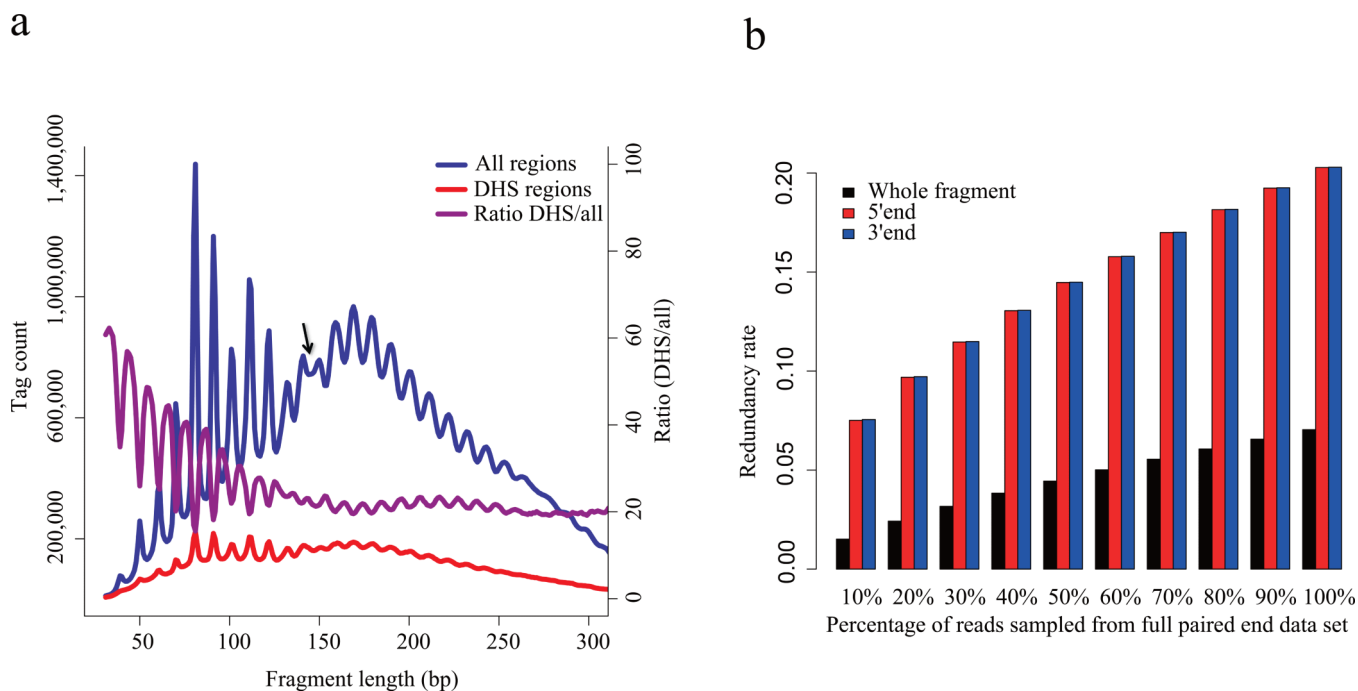 a
1,400,000
1,000,000
600,000
200,000
Tag count
All regions
DHS regions
Ratio DHS/all
100
80
60
40
20
0
Ratio (DHS/all)
50
100
150
200
250
300
Fragment length (bp)
b
0.20
0.15
0.10
0.05
0.00
Redundancy rate
Whole fragment
5'end
3'end
10% 20% 30% 40% 50% 60% 70% 80% 90% 100%
Percentage of reads sampled from full paired end data set